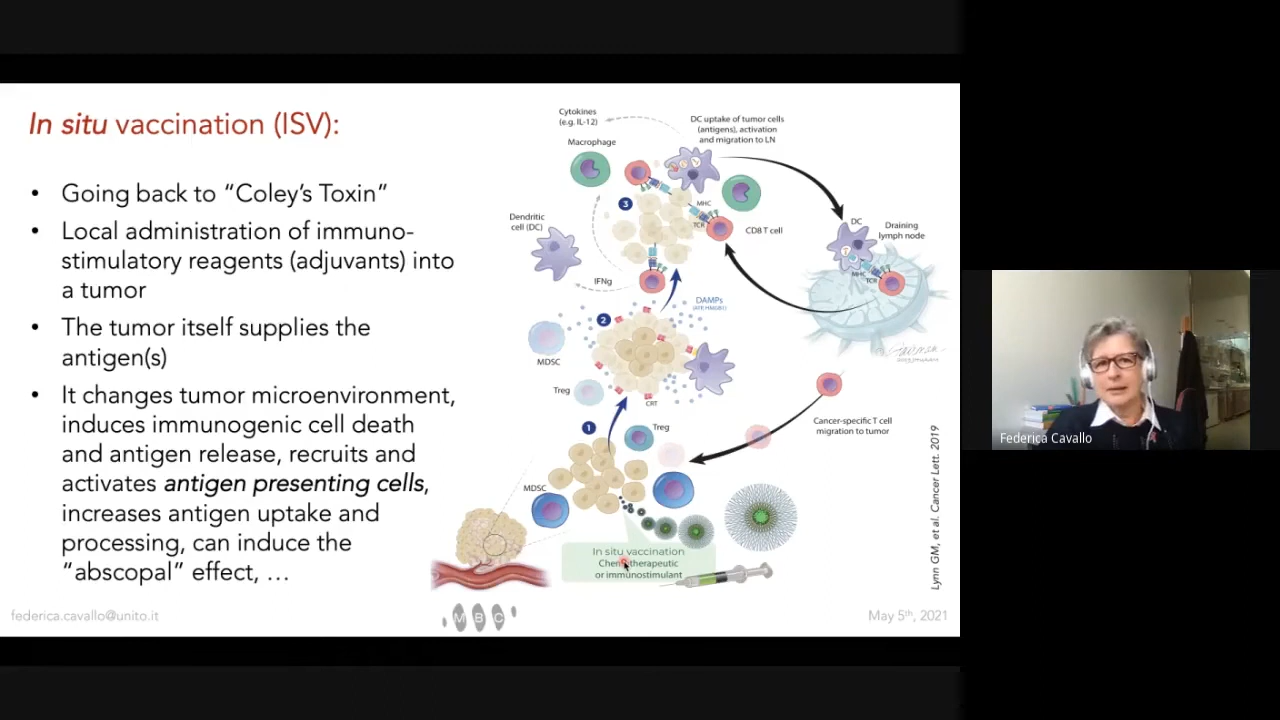 In situ vaccination (ISV):
• Going back to “Coley’s Toxin”
• Local administration of immuno-
stimulatory reagents (adjuvants) into
a tumor
• The tumor itself supplies the
antigen(s)
• It changes tumor microenvironment,
induces immunogenic cell death
and antigen release, recruits and
activates antigen presenting cells,
increases antigen uptake and
processing, can induce the
“abscopal” effect, …
Cytokines
(e.g. IL-12)
DC uptake of tumor cells
(antigens), activation
and migration to LN
Macrophage
3
MHC
TCR
CD8 T cell
Dendritic
cell (DC)
DC
Draining
lymph node
MHC
TCR
IFNg
DAMPs
2
MDSC
Treg
CRT
Cancer-specific T cell
migration to tumor
1
Treg
MDSC
In situ vaccination
Chemotherapeutic
or immunostimulant
Lynn GM, et al. Cancer Lett. 2019
federica.cavallo@unito.it
M B C
May 5th, 2021
Federica Cavallo